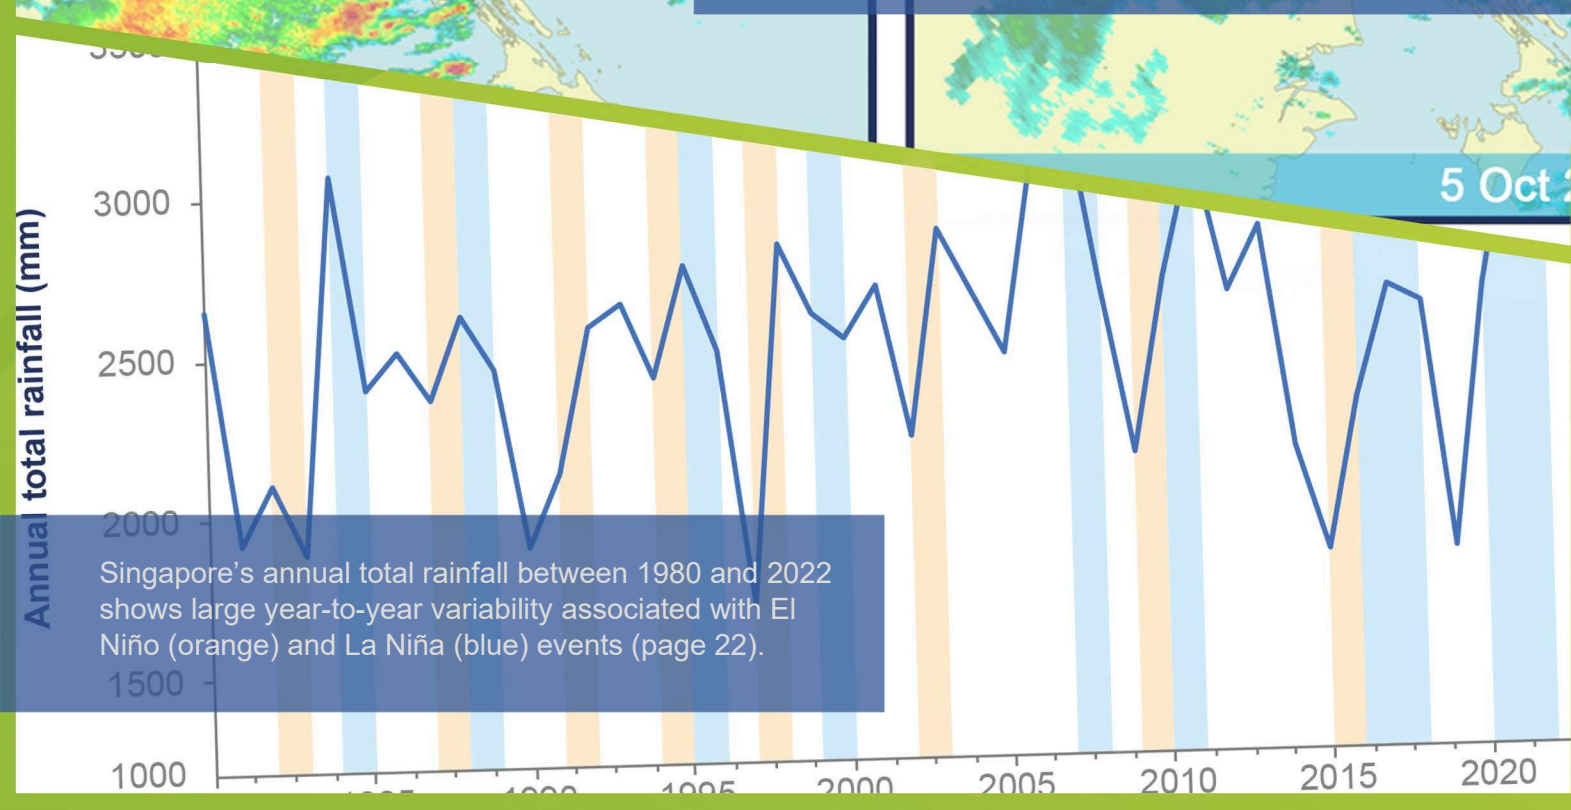 5 Oct
Annual total rainfall (mm)
3000
2500
2000
1500
1000
Singapore's annual total rainfall between 1980 and 2022
shows large year-to-year variability associated with El
Niño (orange) and La Niña (blue) events (page 22).
2000
2005
2010
2015
2020